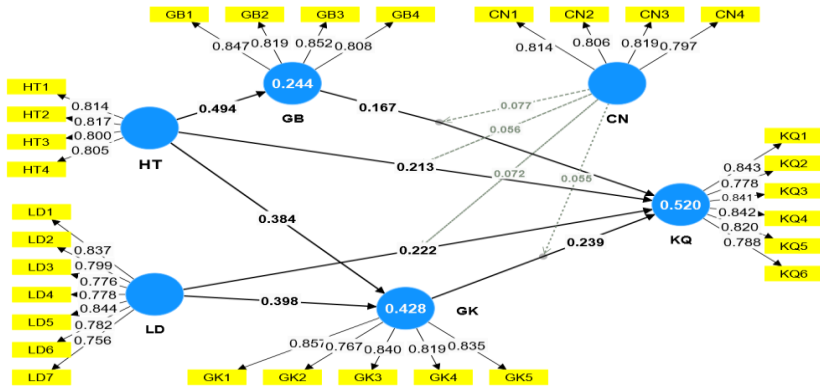 GB1 GB2 GB3 GB4
0.847 0.819 0.852 0.808
CN1 CN2 CN3 CN4
0.814 0.806 0.819 0.797
HT1
HT2
HT3
HT4
0.814
0.817
0.800
0.805
HT
0.494
0.244
GB
0.167
0.077
0.056
CN
0.213
0.072
0.055
0.384
KQ1
KQ2
KQ3
KQ4
KQ5
KQ6
0.843
0.778
0.841
0.842
0.820
0.788
0.520
KQ
LD1
LD2
LD3
LD4
LD5
LD6
LD7
0.837
0.799
0.776
0.778
0.844
0.782
0.756
LD
0.222
0.239
0.398
0.428
GK
0.857 0.767 0.840 0.819 0.835
GK1 GK2 GK3 GK4 GK5